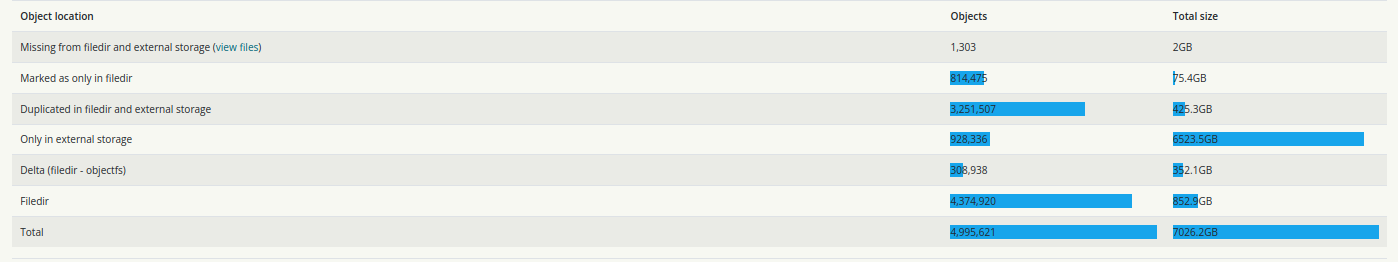 Object location Objects Total size
Missing from filedir and external storage (view files) 1,303 2GB
Marked as only in filedir 814,475 75.4GB
Duplicated in filedir and external storage 3,251,507 425.3GB
Only in external storage 928,336 6523.5GB
Delta (filedir - objectfs) 308,938 352.1GB
Filedir 4,374,920 852.9GB
Total 4,995,621 7026.2GB